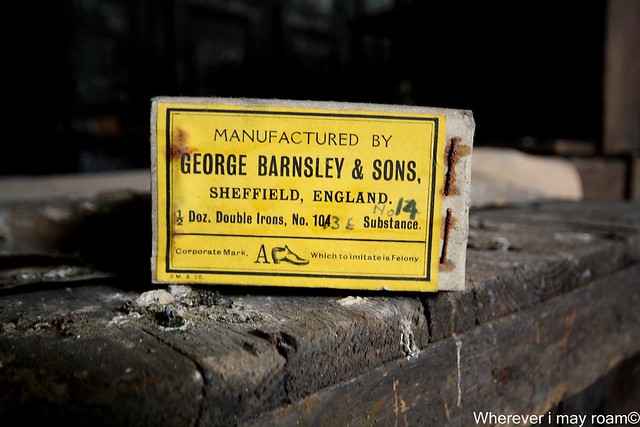 MANUFACTURED BY
GEORGE BARNSLEY & SONS,
SHEFFIELD, ENGLAND.
No 14
½ Doz. Double Irons, No. 104 Substance.
Corporate Mark, A Which to imitate is Felony.
Wherever i may roam©